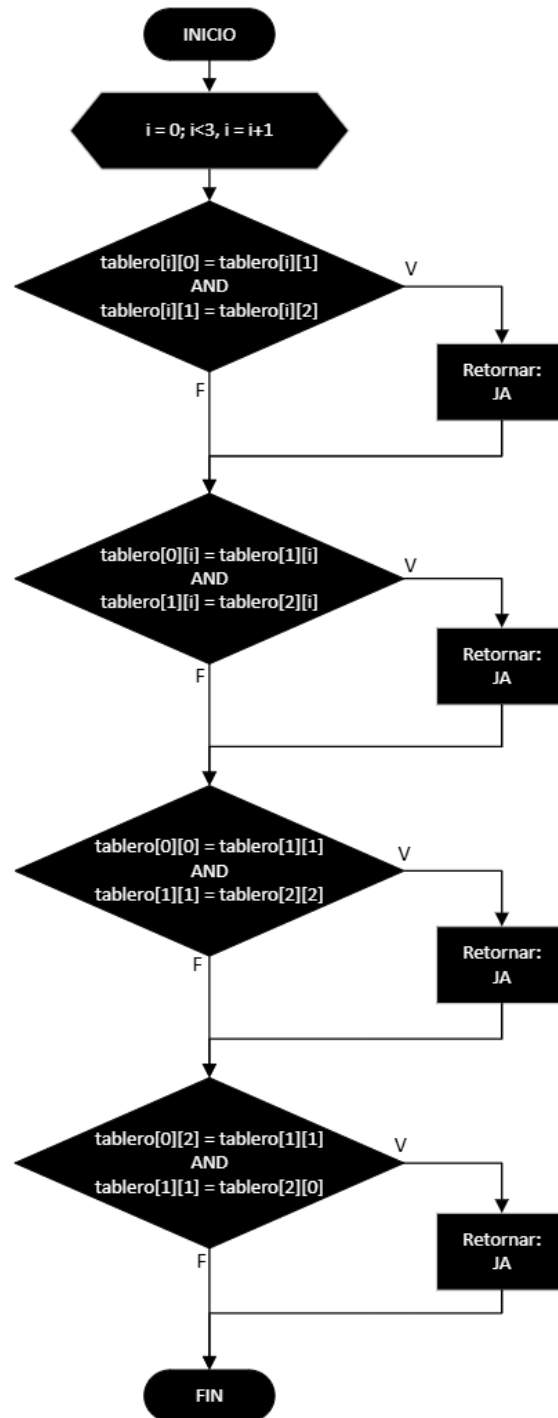 INICIO
i = 0; i<3, i = i+1
tablero[i][0] = tablero[i][1]
AND
tablero[i][1] = tablero[i][2]
V
Retornar:
JA
F
tablero[0][i] = tablero[1][i]
AND
tablero[1][i] = tablero[2][i]
V
Retornar:
JA
F
tablero[0][0] = tablero[1][1]
AND
tablero[1][1] = tablero[2][2]
V
Retornar:
JA
F
tablero[0][2] = tablero[1][1]
AND
tablero[1][1] = tablero[2][0]
V
Retornar:
JA
F
FIN